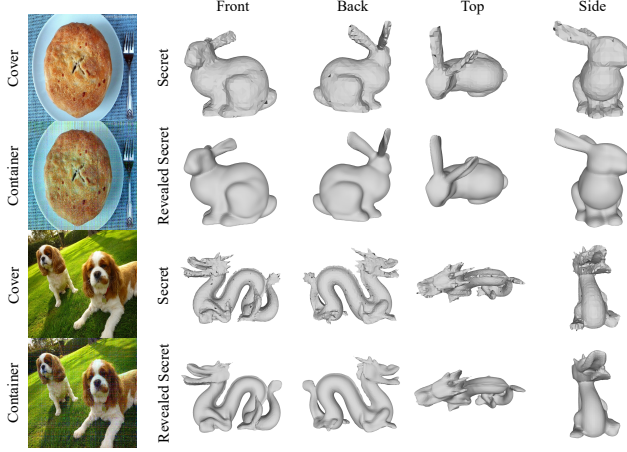 Front Back Top Side
Cover
Secret
Container
Revealed Secret
Cover
Secret
Container
Revealed Secret